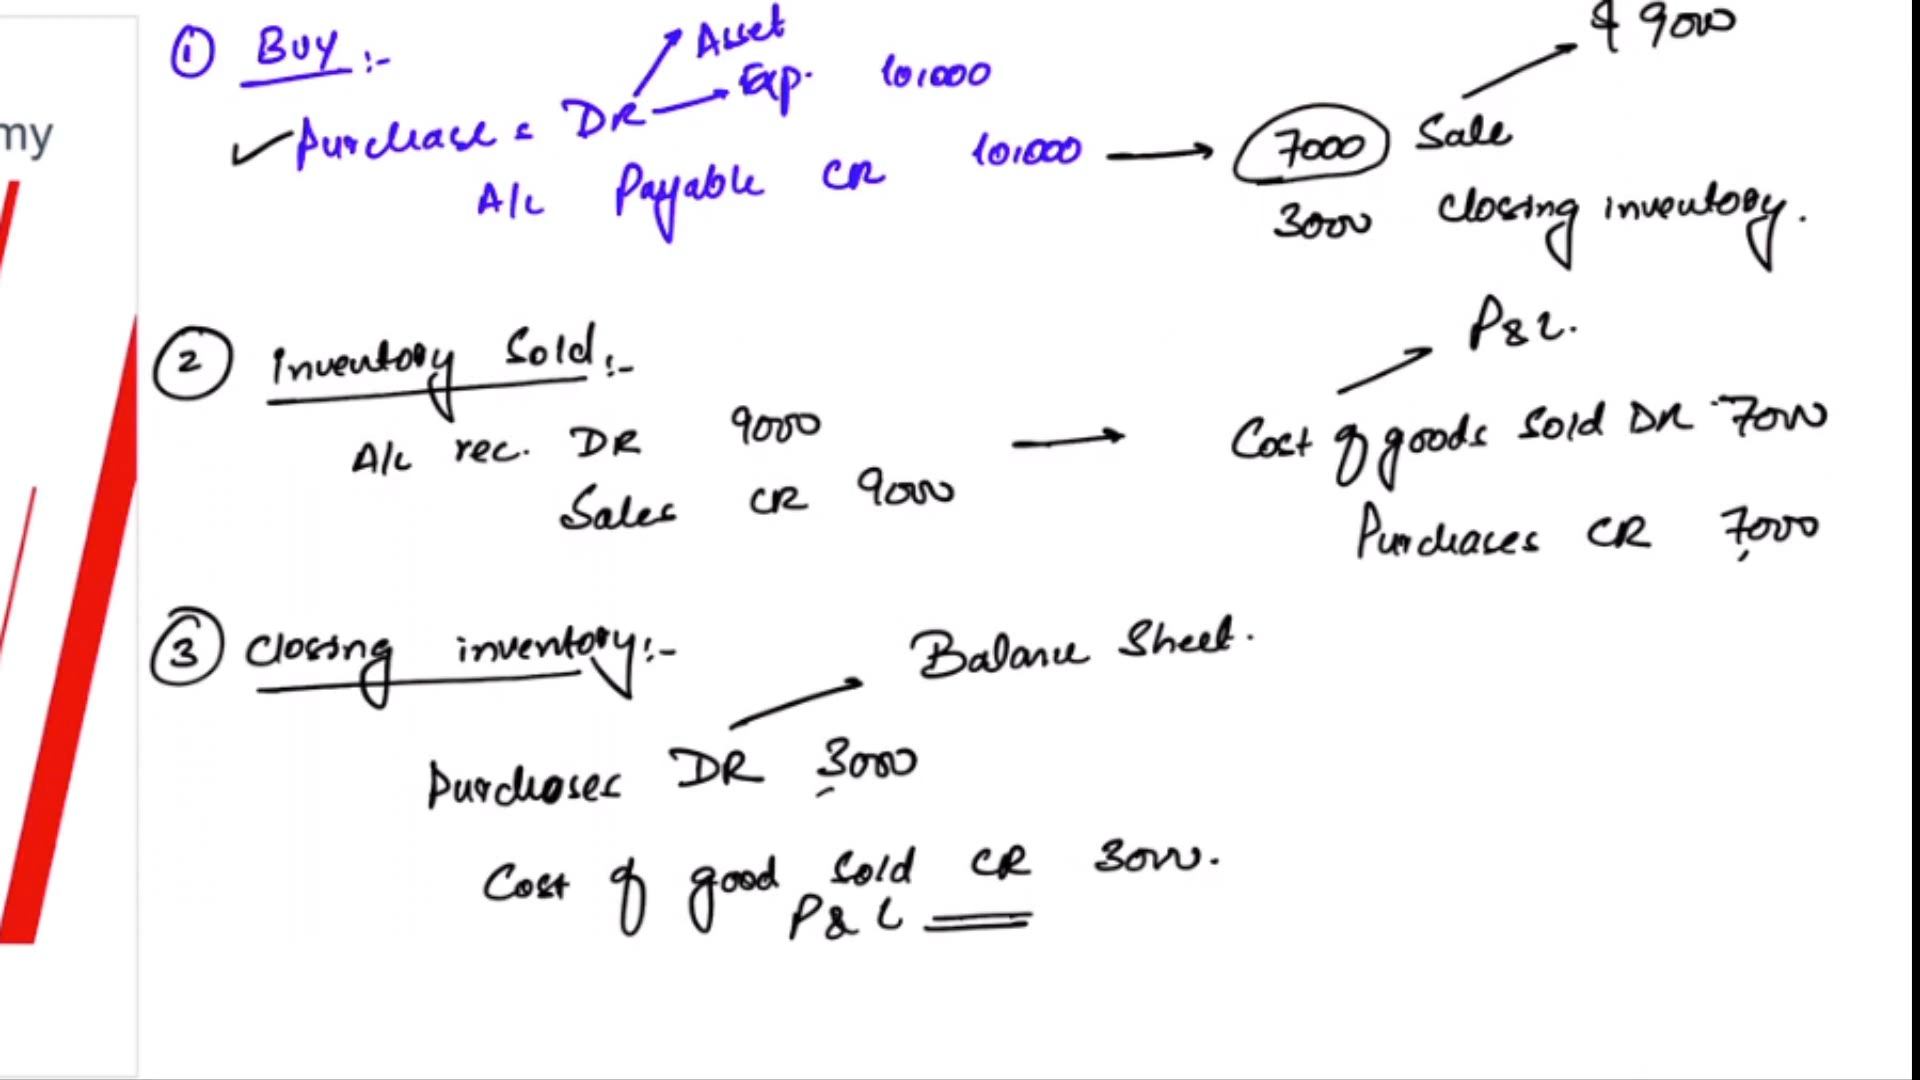 my
① Buy :-
Asset
Exp. 10,000
Purchases DR
A/c Payable CR 10,000
$ 9000
7000 Sale
3000 closing inventory.
② Inventory Sold :-
A/c rec. DR 9000
Sales CR 9000
P&L.
Cost of goods Sold DR 7000
Purchases CR 7000
③ Closing inventory :-
Balance Sheet.
Purchases DR 3000
Cost of good Sold CR 3000.
P&L